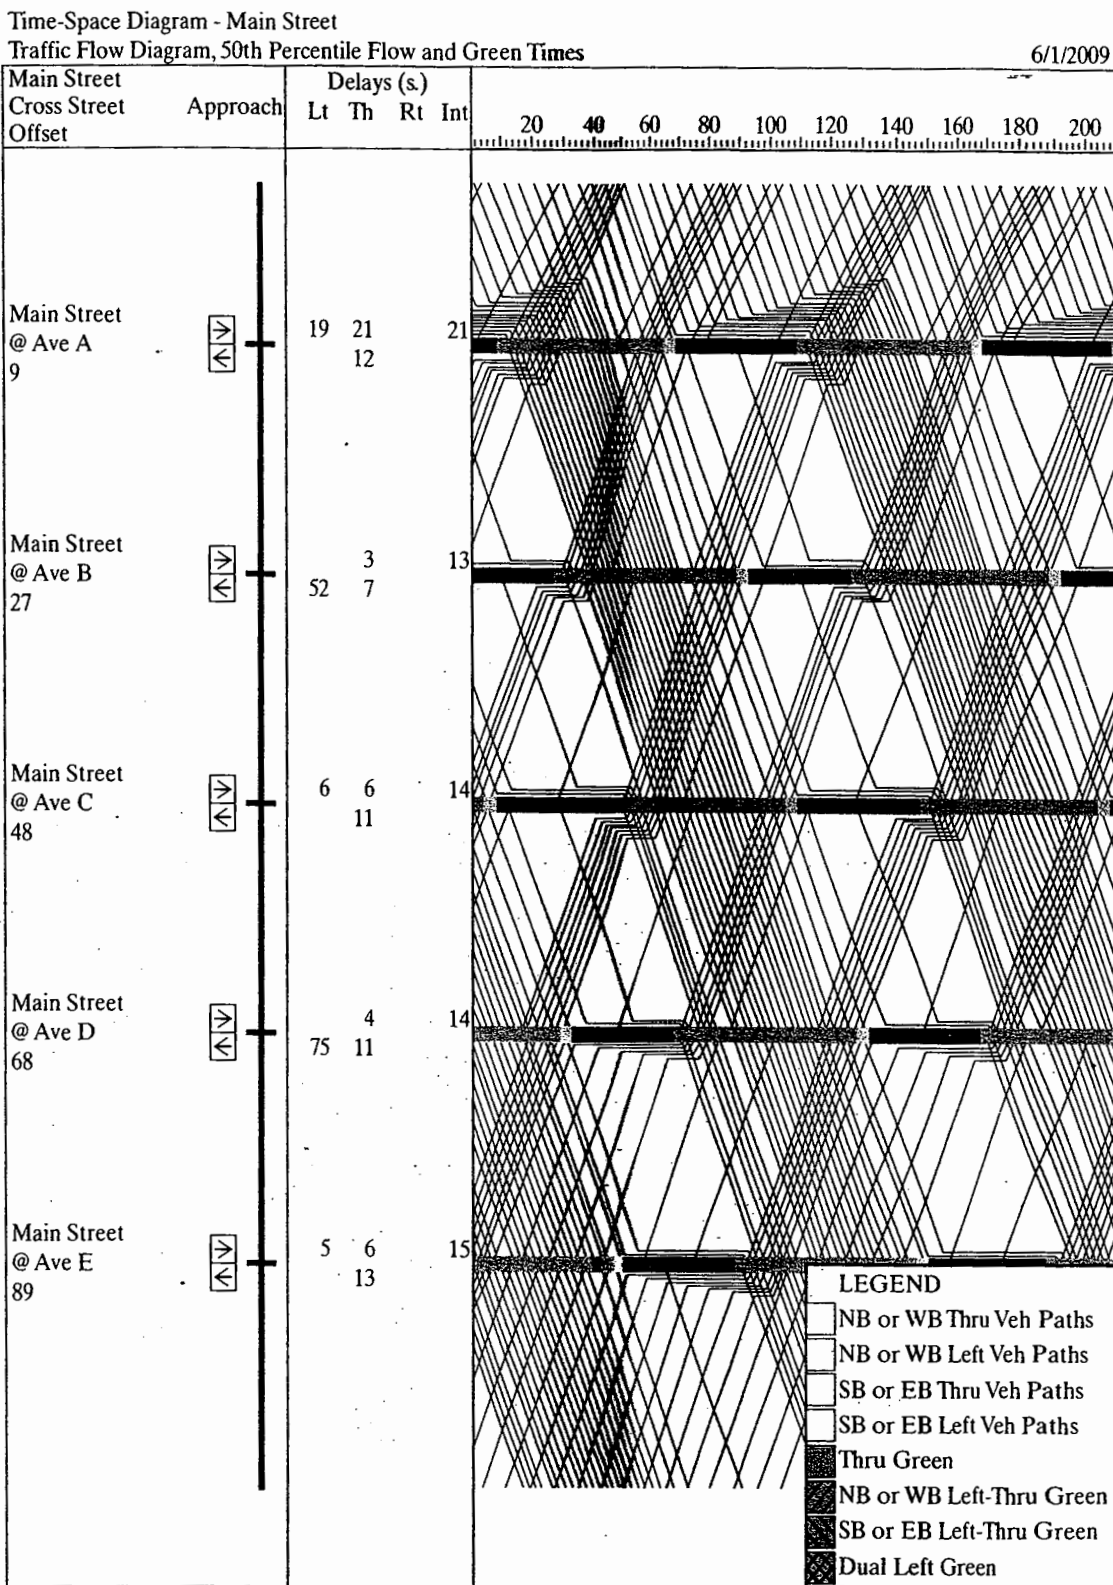 Time-Space Diagram - Main Street
Traffic Flow Diagram, 50th Percentile Flow and Green Times 6/1/2009
Main Street Delays (s.)
Cross Street Approach Lt Th Rt Int
Offset
20 40 60 80 100 120 140 160 180 200
Main Street
@ Ave A 19 21 21
9 12
Main Street
@ Ave B 3 13
27 52 7
Main Street
@ Ave C 6 6 14
48 11
Main Street
@ Ave D 4 14
68 75 11
Main Street
@ Ave E 5 6 15
89 13
LEGEND
NB or WB Thru Veh Paths
NB or WB Left Veh Paths
SB or EB Thru Veh Paths
SB or EB Left Veh Paths
Thru Green
NB or WB Left-Thru Green
SB or EB Left-Thru Green
Dual Left Green